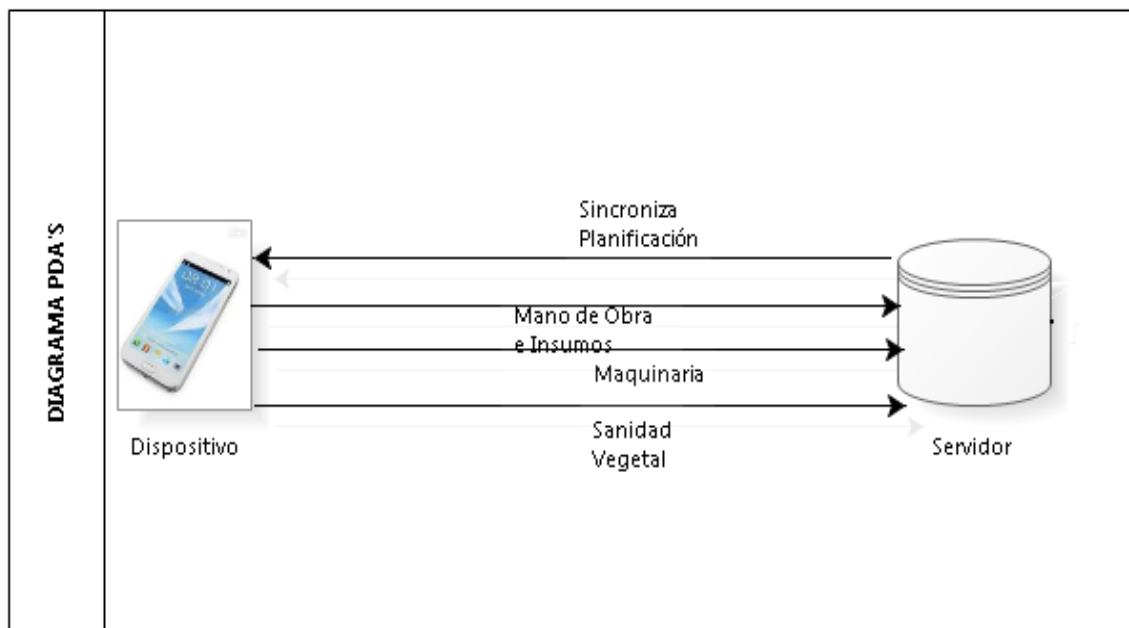 DIAGRAMA PDA'S
Sincroniza
Planificación
Mano de Obra
e Insumos
Maquinaria
Sanidad
Vegetal
Dispositivo
Servidor